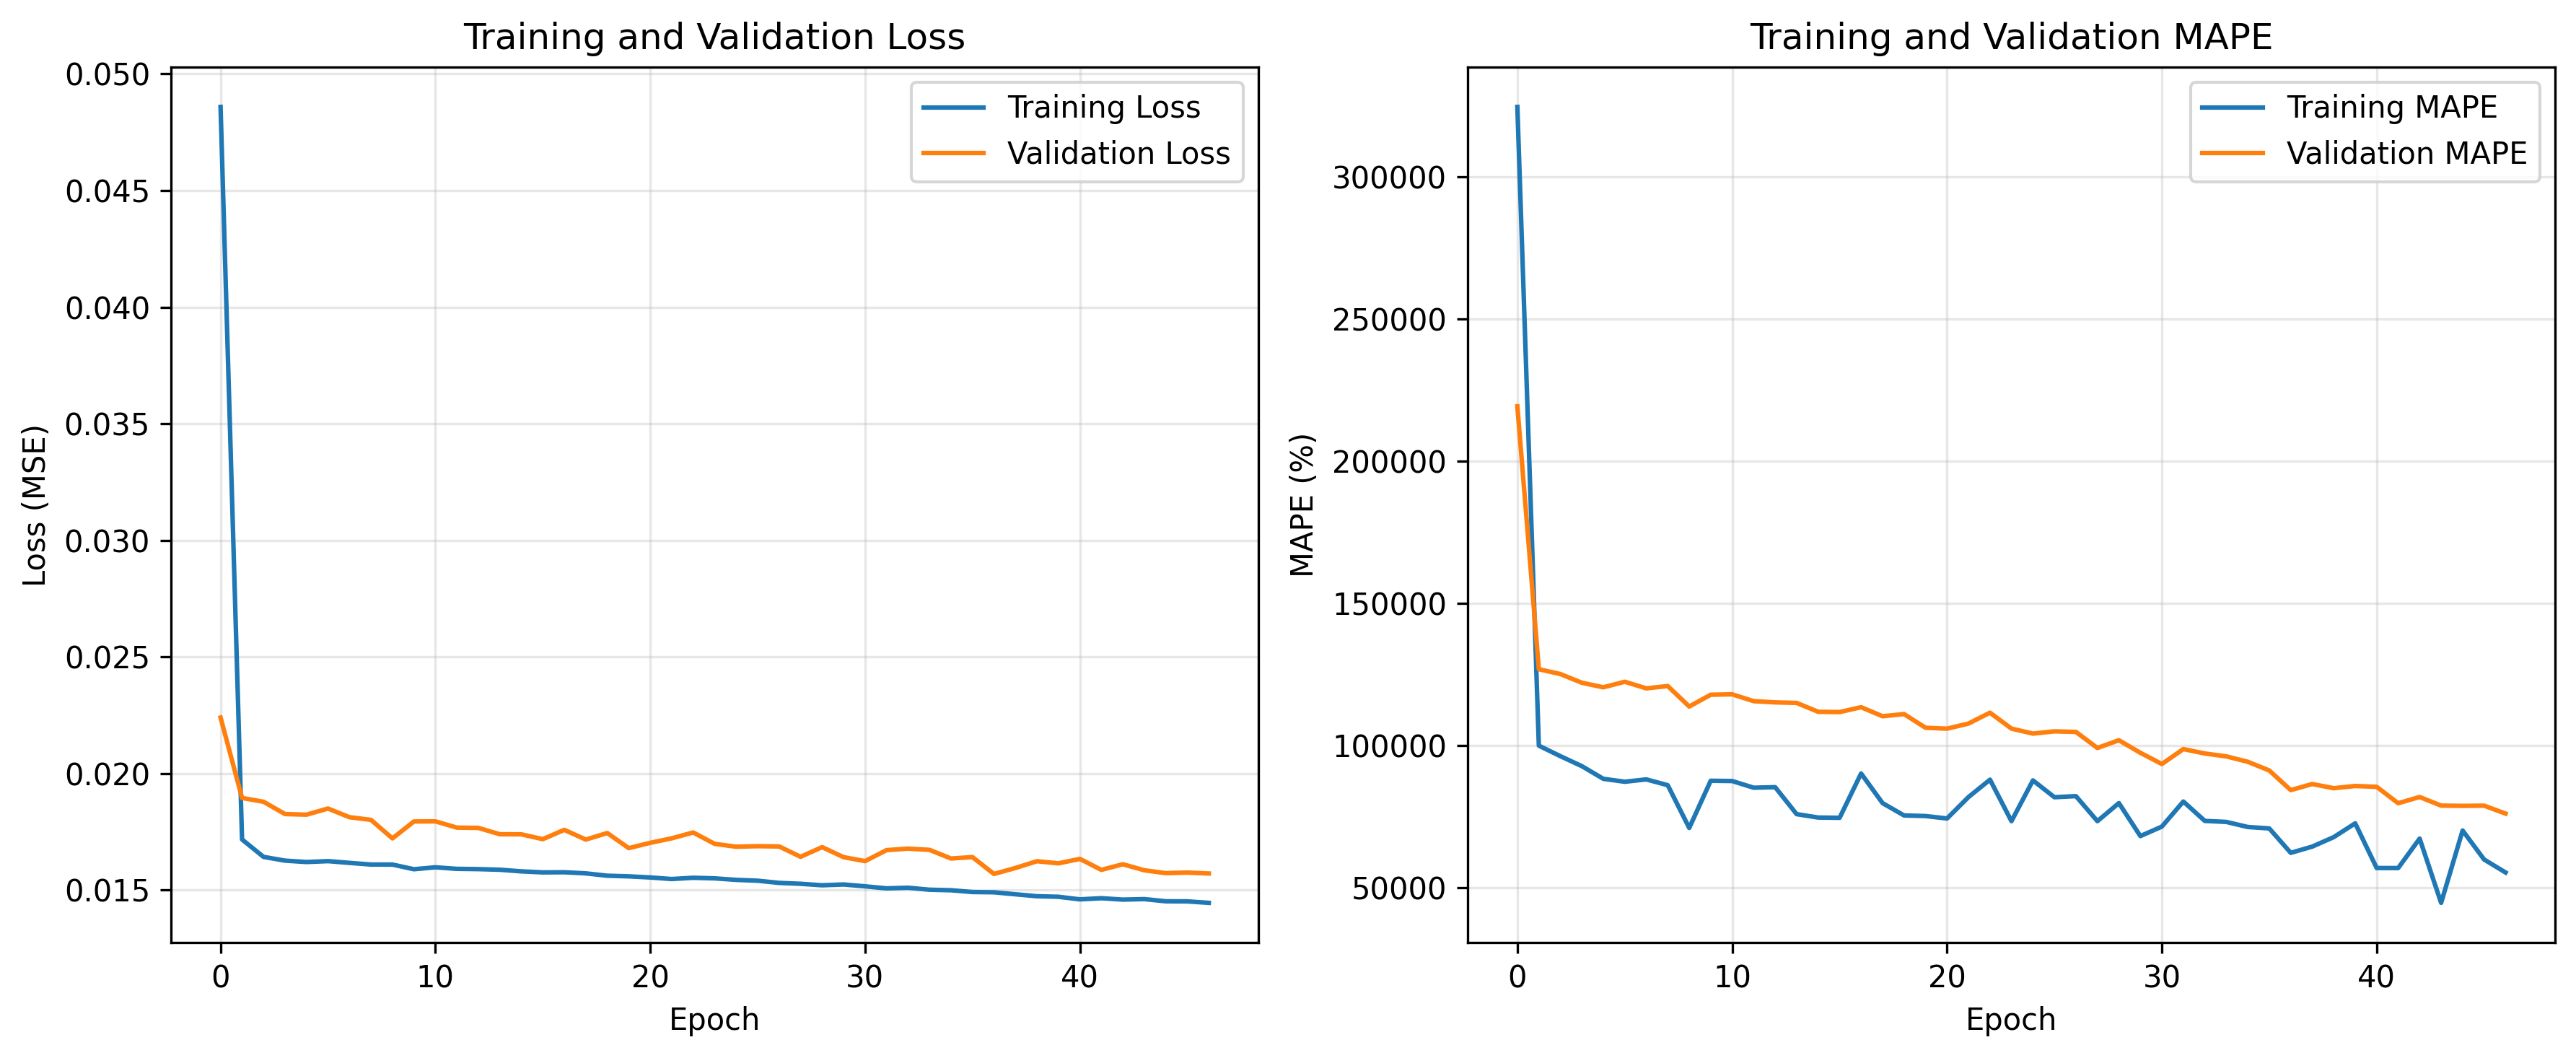 Training and Validation Loss
0.050
0.045
0.040
0.035
0.030
0.025
0.020
0.015
Loss (MSE)
Training Loss
Validation Loss
0 10 20 30 40
Epoch
Training and Validation MAPE
300000
250000
200000
150000
100000
50000
MAPE (%)
Training MAPE
Validation MAPE
0 10 20 30 40
Epoch